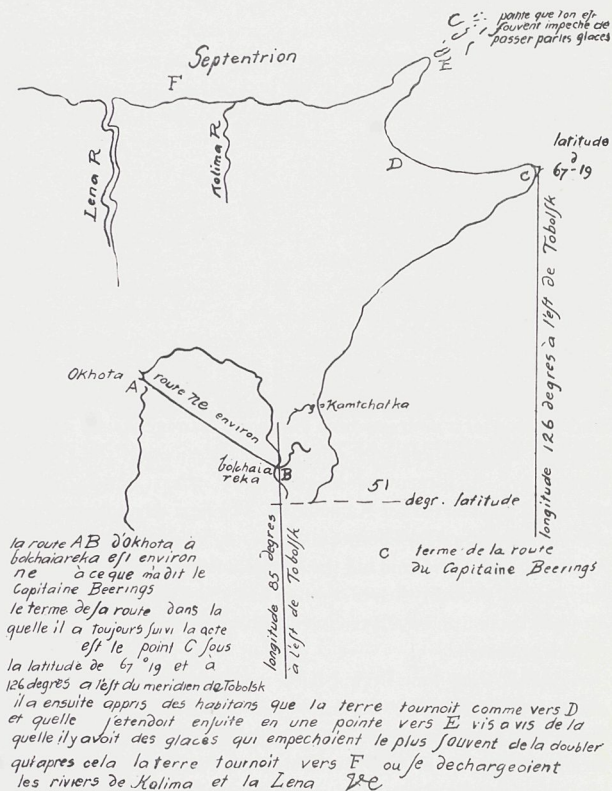 C pointe que lon est
souvent impeché de
passer par les glaces
E
Septentrion
F
Lena R
Kolima R
D
latitude
67 d -19
C
longitude 126 degrès à l'est de Tobolsk
Okhota
A
route ne environ
Kamtchatka
bolchaia
reka
B
51
degr. latitude
longitude 85 degres
à l'est de Tobolsk
C terme de la route
du Capitaine Beerings
la route AB d'Okhota à
bolchaiareka est environ
ne à ce que m'a dit le
Capitaine Beerings
le terme de sa route dans la
quelle il a toujours suivi la cote
est le point C sous
la latitude de 67 °19 et à
126 degrès a l'est du meridien de Tobolsk
il a ensuite appris des habitans que la terre tournoit comme vers D
et quelle s'etendoit ensuite en une pointe vers E vis a vis de la
quelle il y avoit des glaces qui empechaient le plus souvent de la doubler
qu'apres cela la terre tournoit vers F ou se dechargeoient
les riviers de Kolima et la Lena &c